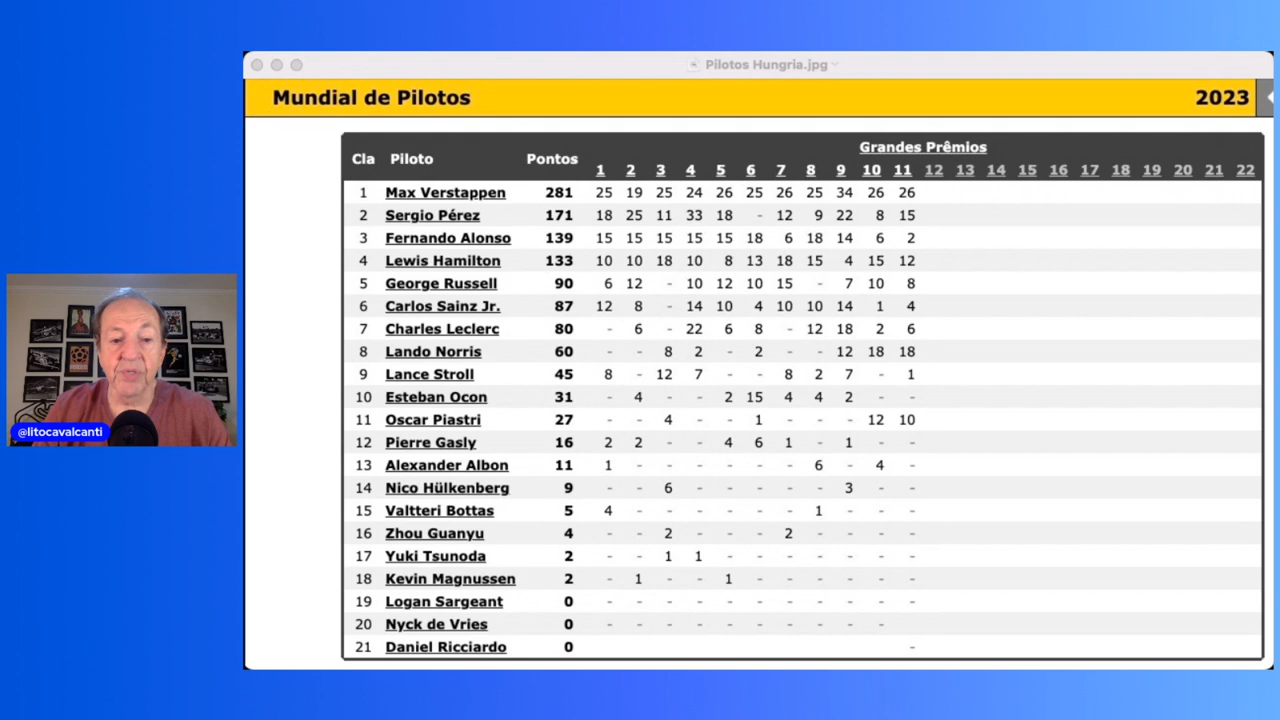 Pilotos Hungria.jpg
Mundial de Pilotos 2023
Grandes Prêmios
Cla Piloto Pontos 1 2 3 4 5 6 7 8 9 10 11 12 13 14 15 16 17 18 19 20 21 22
1 Max Verstappen 281 25 19 25 24 26 25 26 25 34 26 26
2 Sergio Pérez 171 18 25 11 33 18 - 12 9 22 8 15
3 Fernando Alonso 139 15 15 15 15 15 18 6 18 14 6 2
4 Lewis Hamilton 133 10 10 18 10 8 13 18 15 4 15 12
5 George Russell 90 6 12 - 10 12 10 15 - 7 10 8
6 Carlos Sainz Jr. 87 12 8 - 14 10 4 10 10 14 1 4
7 Charles Leclerc 80 - 6 - 22 6 8 - 12 18 2 6
8 Lando Norris 60 - - 8 2 - 2 - - 12 18 18
9 Lance Stroll 45 8 - 12 7 - - 8 2 7 - 1
10 Esteban Ocon 31 - 4 - - 2 15 4 4 2 - -
11 Oscar Piastri 27 - - 4 - - 1 - - - 12 10
12 Pierre Gasly 16 2 2 - - 4 6 1 - 1 - -
13 Alexander Albon 11 1 - - - - - - 6 - 4 -
14 Nico Hülkenberg 9 - - 6 - - - - - 3 - -
15 Valtteri Bottas 5 4 - - - - - - 1 - - -
16 Zhou Guanyu 4 - - 2 - - - 2 - - - -
17 Yuki Tsunoda 2 - - 1 1 - - - - - - -
18 Kevin Magnussen 2 - 1 - - 1 - - - - - -
19 Logan Sargeant 0 - - - - - - - - - - -
20 Nyck de Vries 0 - - - - - - - - - -
21 Daniel Ricciardo 0 -
@litocavalcanti